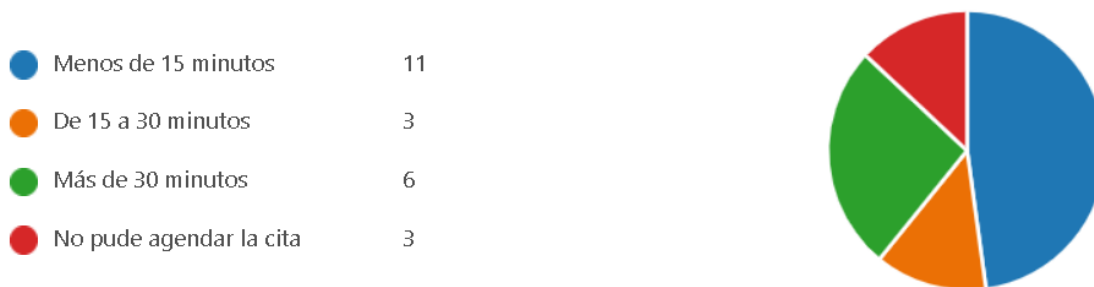 Menos de 15 minutos 11
De 15 a 30 minutos 3
Más de 30 minutos 6
No pude agendar la cita 3